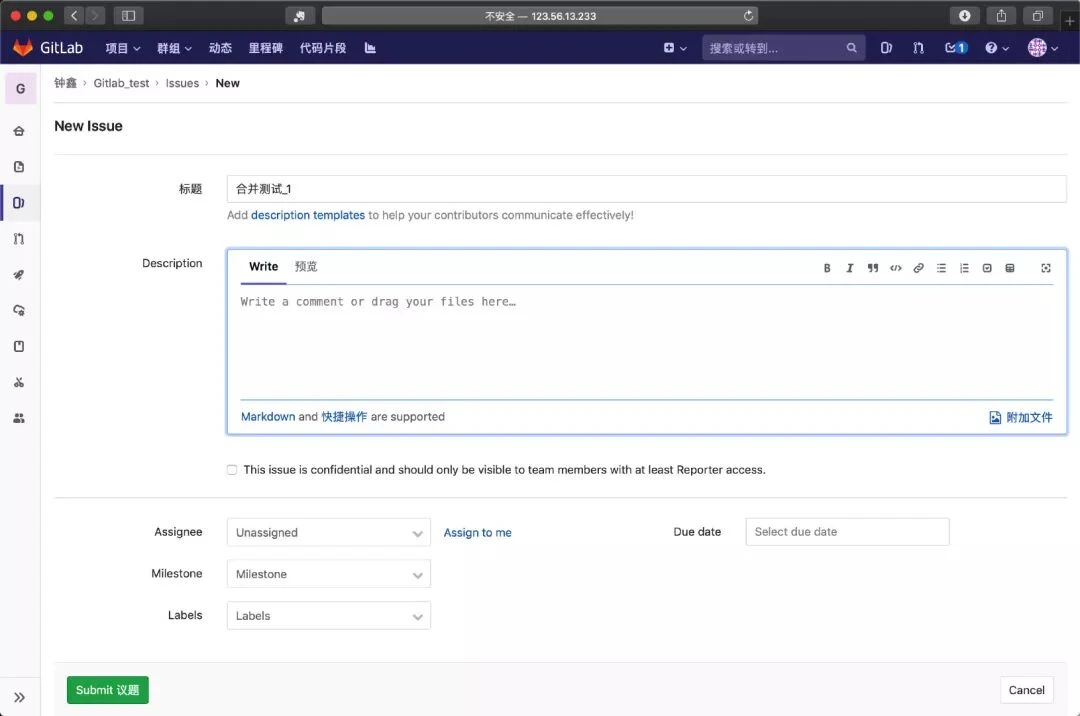 不安全 — 123.56.13.233
GitLab 项目 群组 动态 里程碑 代码片段 搜索或转到... 1
G 钟鑫 › Gitlab_test › Issues › New
New Issue
标题 合并测试_1
Add description templates to help your contributors communicate effectively!
Description Write 预览
Write a comment or drag your files here…
Markdown and 快捷操作 are supported 附加文件
This issue is confidential and should only be visible to team members with at least Reporter access.
Assignee Unassigned Assign to me Due date Select due date
Milestone Milestone
Labels Labels
Submit 议题 Cancel